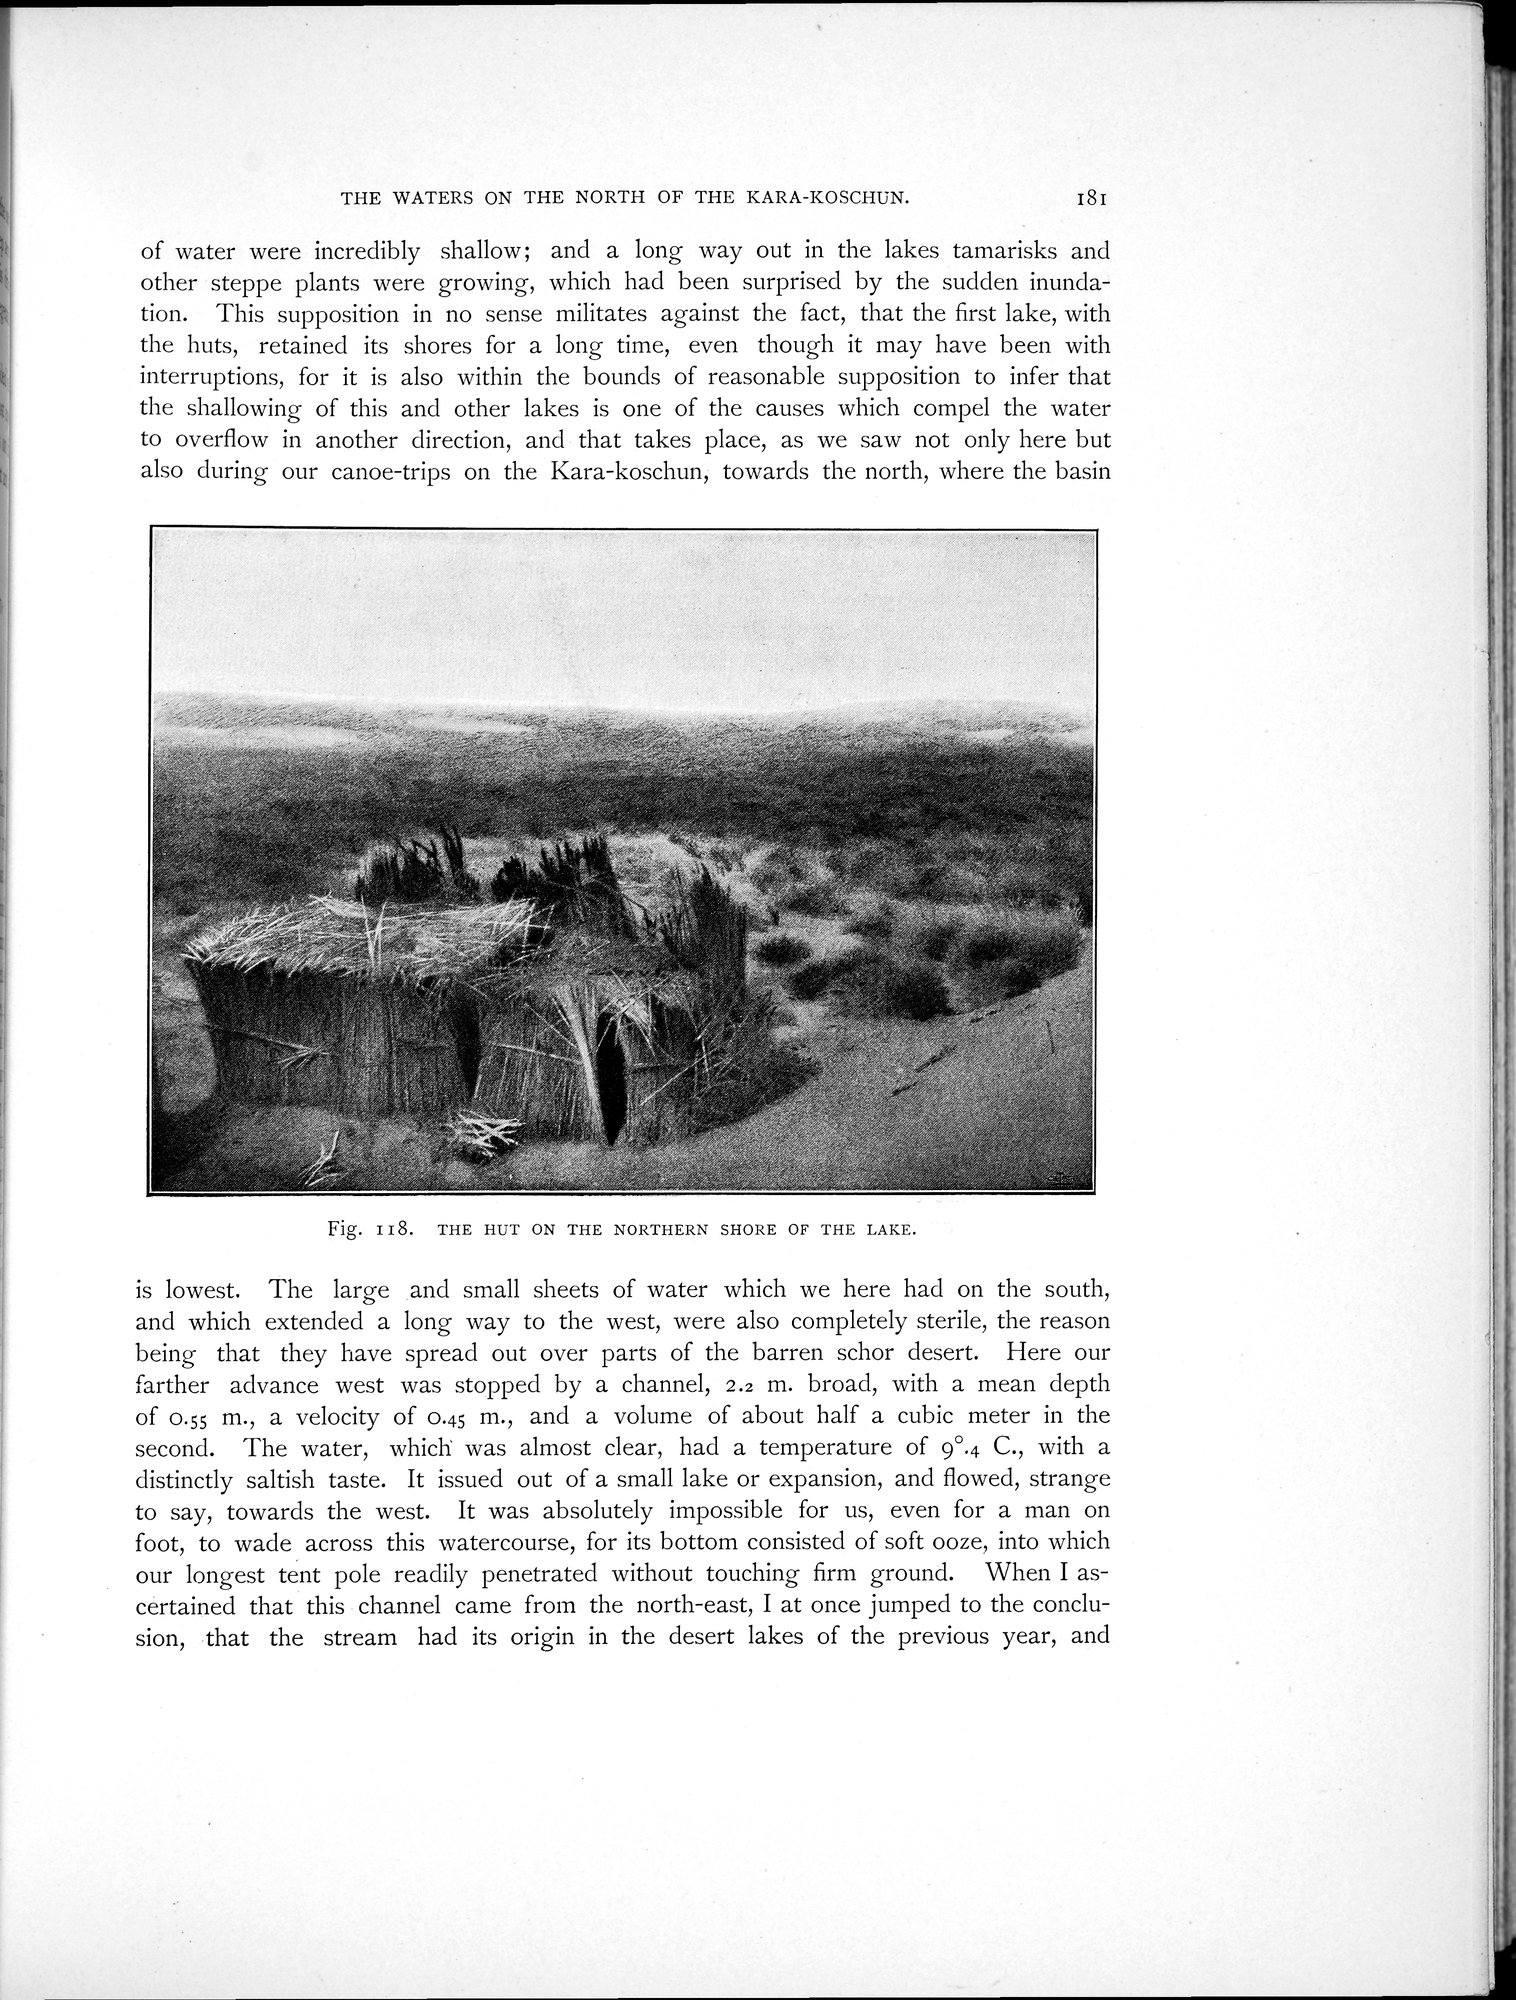 THE WATERS ON THE NORTH OF THE KARA-KOSCHUN. 181
of water were incredibly shallow; and a long way out in the lakes tamarisks and
other steppe plants were growing, which had been surprised by the sudden inunda-
tion. This supposition in no sense militates against the fact, that the first lake, with
the huts, retained its shores for a long time, even though it may have been with
interruptions, for it is also within the bounds of reasonable supposition to infer that
the shallowing of this and other lakes is one of the causes which compel the water
to overflow in another direction, and that takes place, as we saw not only here but
also during our canoe-trips on the Kara-koschun, towards the north, where the basin
Fig. 118. THE HUT ON THE NORTHERN SHORE OF THE LAKE.
is lowest. The large and small sheets of water which we here had on the south,
and which extended a long way to the west, were also completely sterile, the reason
being that they have spread out over parts of the barren schor desert. Here our
farther advance west was stopped by a channel, 2.2 m. broad, with a mean depth
of 0.55 m., a velocity of 0.45 m., and a volume of about half a cubic meter in the
second. The water, which was almost clear, had a temperature of 9°.4 C., with a
distinctly saltish taste. It issued out of a small lake or expansion, and flowed, strange
to say, towards the west. It was absolutely impossible for us, even for a man on
foot, to wade across this watercourse, for its bottom consisted of soft ooze, into which
our longest tent pole readily penetrated without touching firm ground. When I as-
certained that this channel came from the north-east, I at once jumped to the conclu-
sion, that the stream had its origin in the desert lakes of the previous year, and